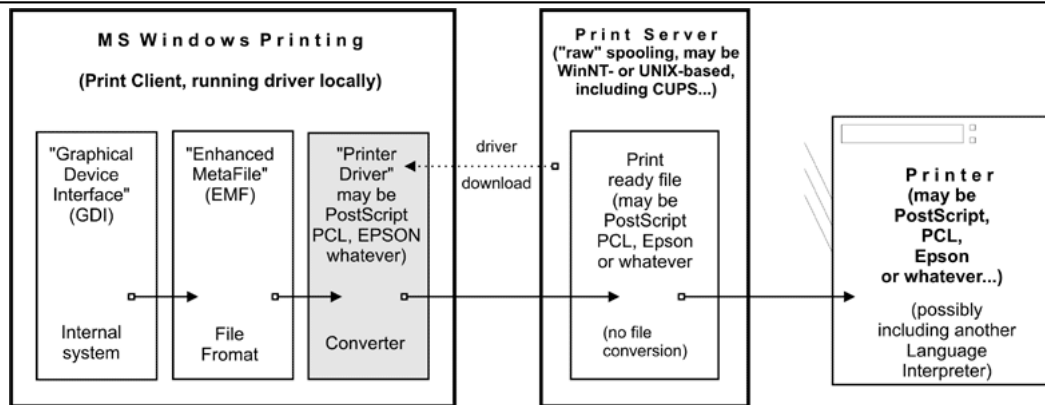 MS Windows Printing
(Print Client, running driver locally)
"Graphical
Device
Interface"
(GDI)
Internal
system
"Enhanced
MetaFile"
(EMF)
File
Fromat
"Printer
Driver"
may be
PostScript
PCL, EPSON
whatever)
Converter
driver
download
Print Server
("raw" spooling, may be
WinNT- or UNIX-based,
including CUPS...)
Print
ready file
(may be
PostScript
PCL, Epson
or whatever
(no file
conversion)
Printer
(may be
PostScript,
PCL,
Epson
or whatever...)
(possibly
including another
Language
Interpreter)